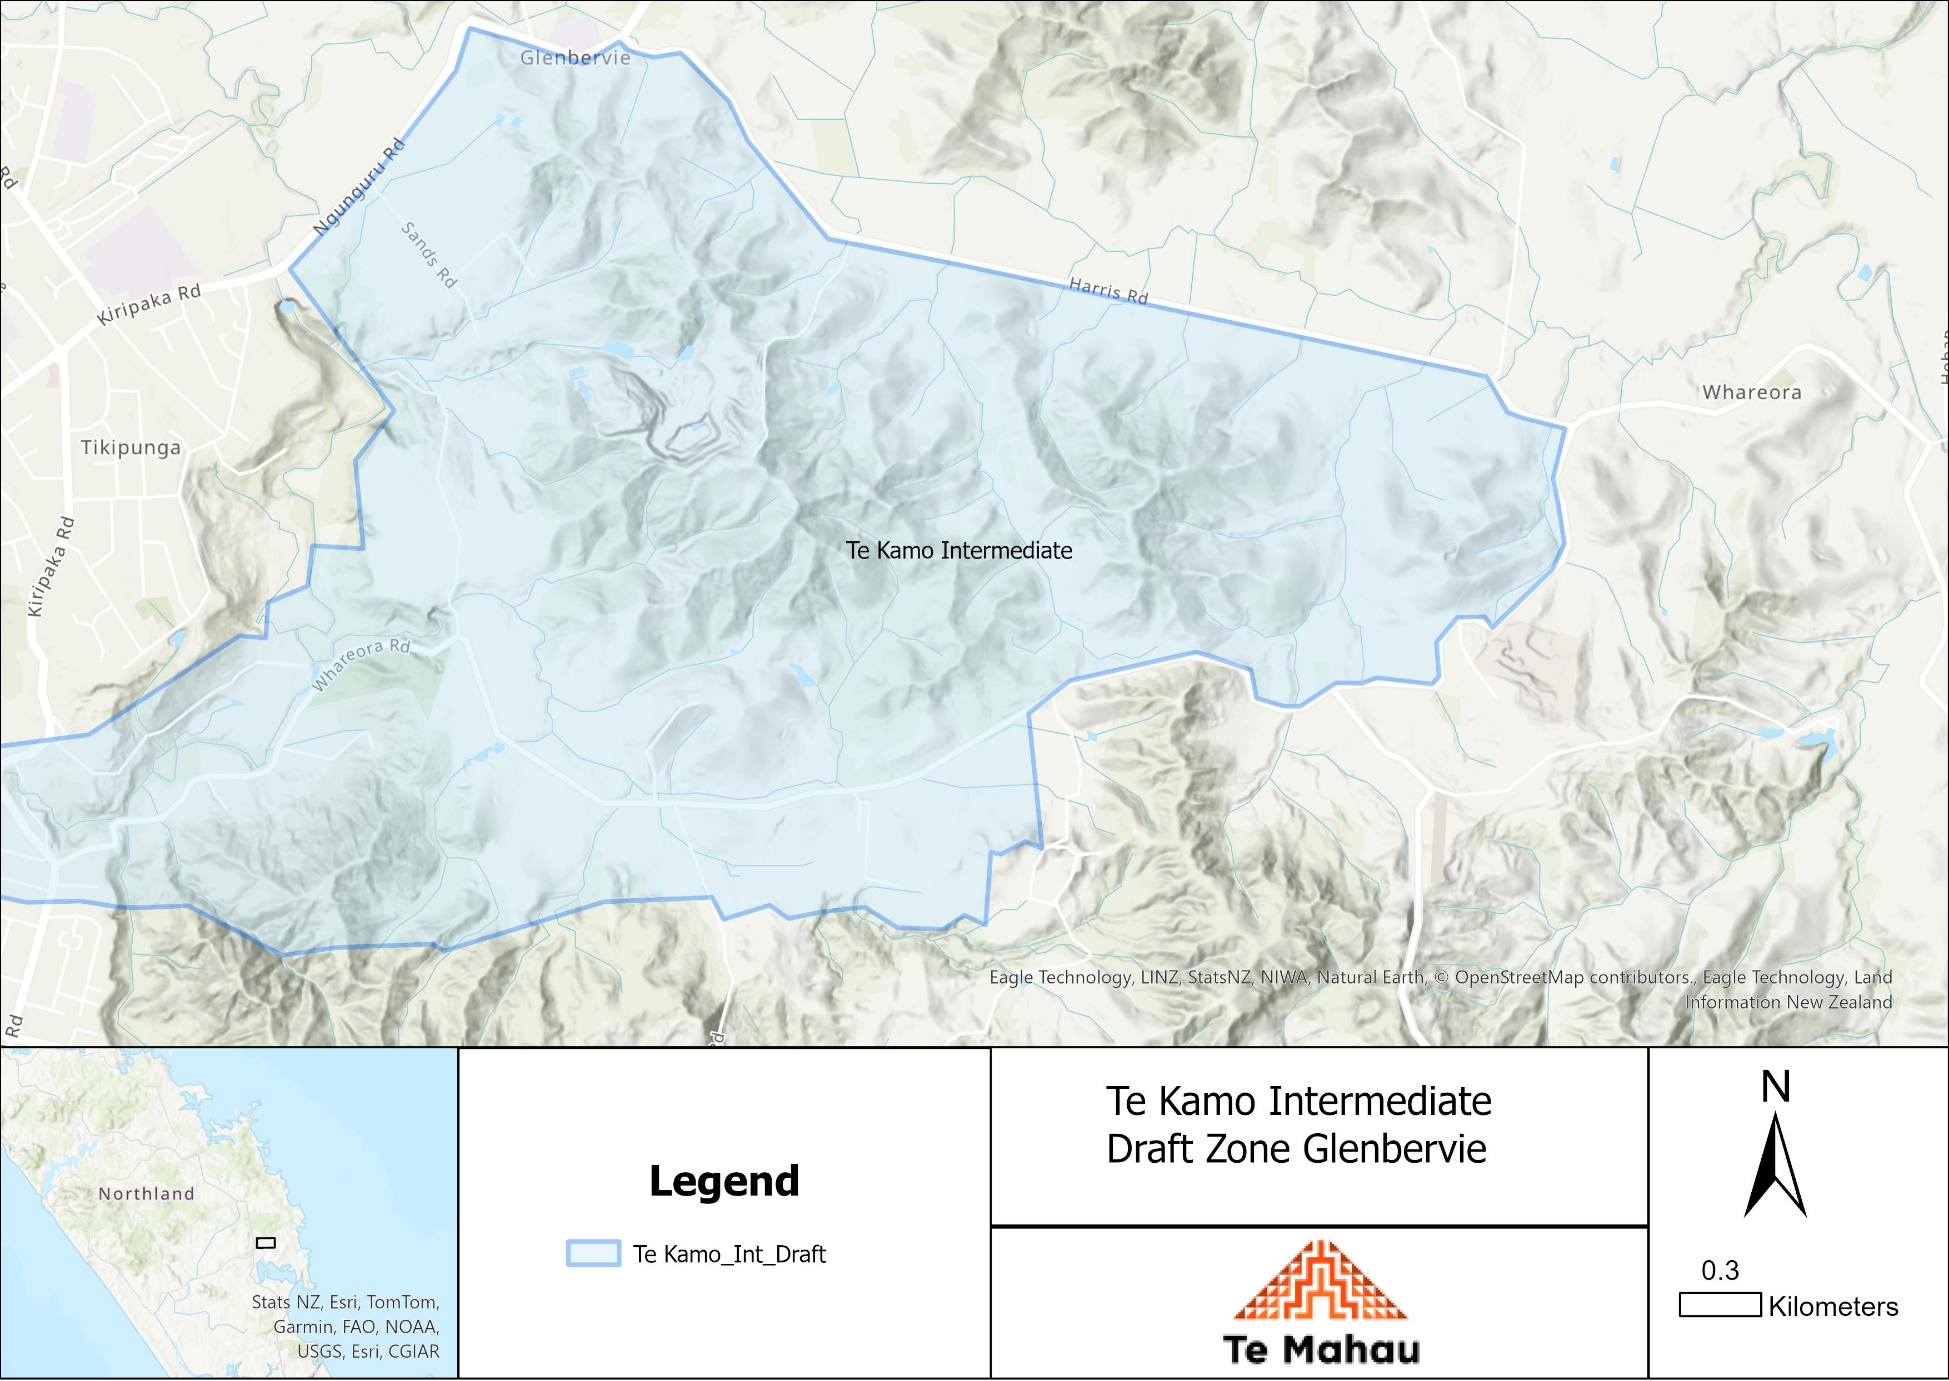 Glenbervie
Rd
Ngunguru Rd
Sands Rd
Kiripaka Rd
Harris Rd
Whareora
Tikipunga
Kiripaka Rd
Te Kamo Intermediate
Whareora Rd
Rd
Eagle Technology, LINZ, StatsNZ, NIWA, Natural Earth, © OpenStreetMap contributors., Eagle Technology, Land
Information New Zealand
Northland
Stats NZ, Esri, TomTom,
Garmin, FAO, NOAA,
USGS, Esri, CGIAR
Legend
Te Kamo_Int_Draft
Te Kamo Intermediate
Draft Zone Glenbervie
Te Mahau
N
0.3
Kilometers